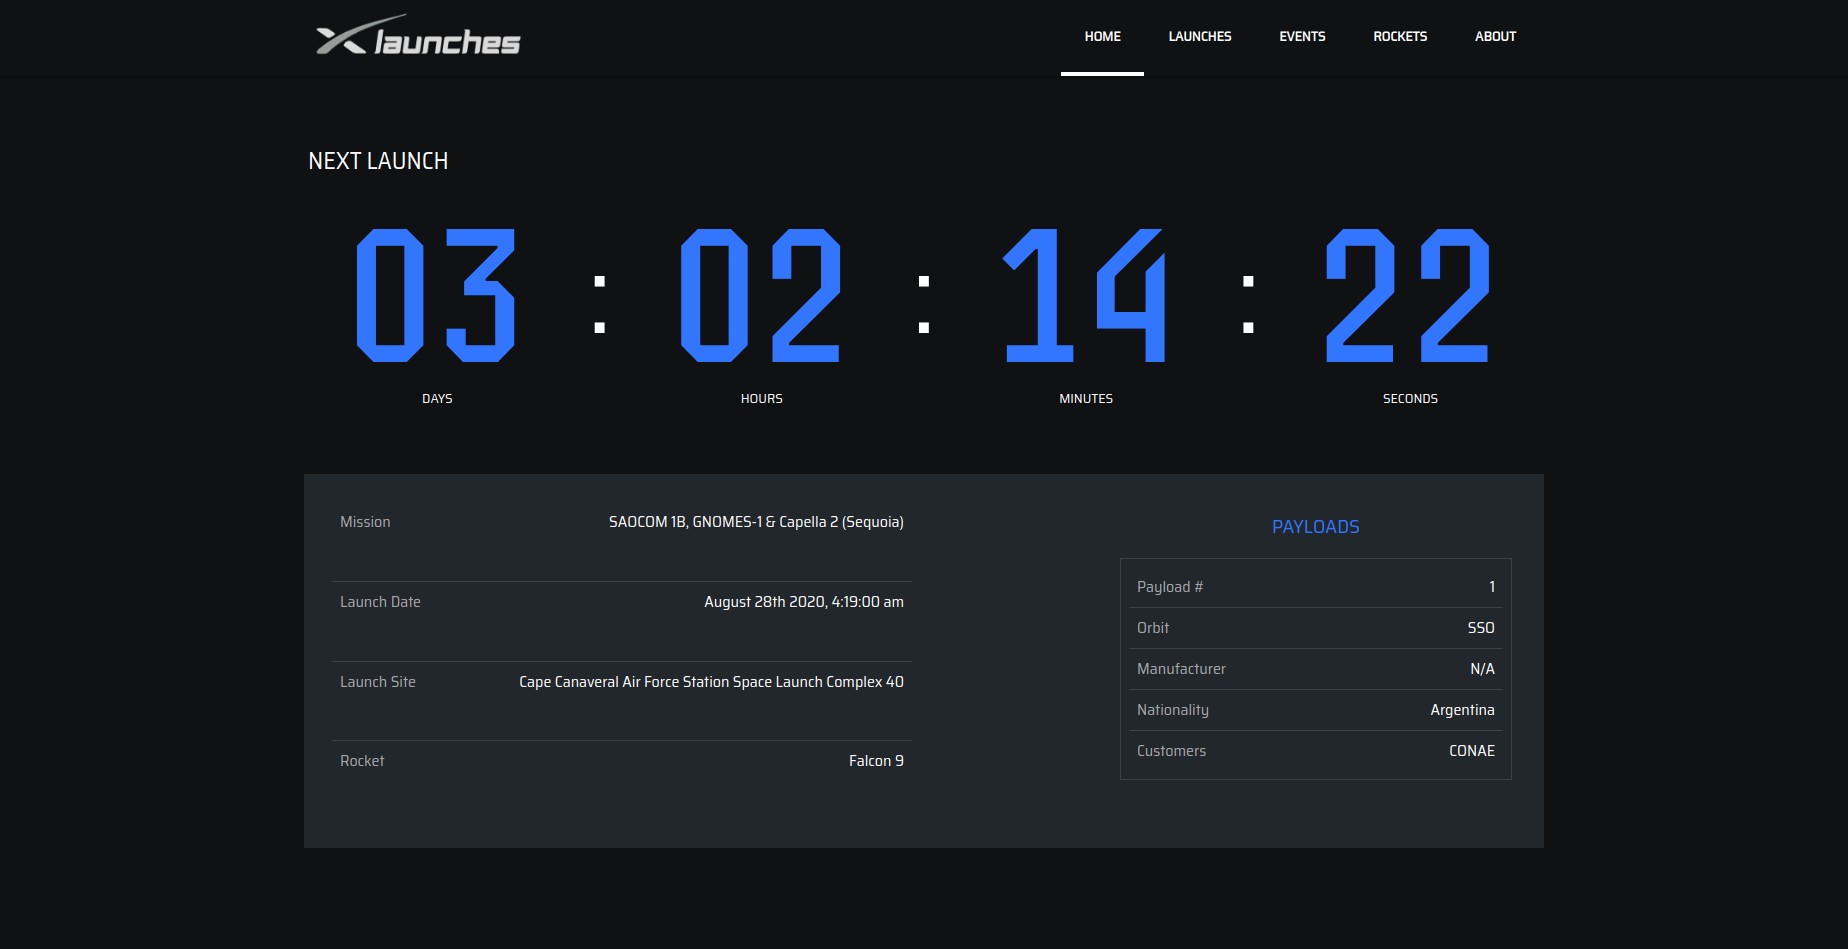 X launches
HOME LAUNCHES EVENTS ROCKETS ABOUT
NEXT LAUNCH
03 : 02 : 14 : 22
DAYS HOURS MINUTES SECONDS
Mission SAOCOM 1B, GNOMES-1 & Capella 2 (Sequoia)
Launch Date August 28th 2020, 4:19:00 am
Launch Site Cape Canaveral Air Force Station Space Launch Complex 40
Rocket Falcon 9
PAYLOADS
Payload # 1
Orbit SSO
Manufacturer N/A
Nationality Argentina
Customers CONAE